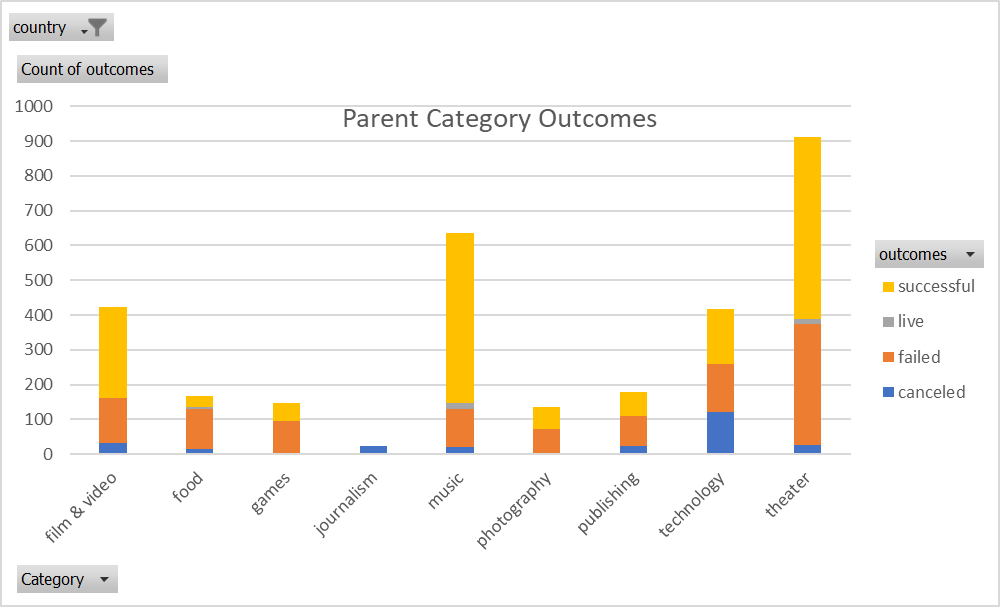 country
Count of outcomes
Parent Category Outcomes
1000
900
800
700
600
500
400
300
200
100
0
film & video
food
games
journalism
music
photography
publishing
technology
theater
outcomes
successful
live
failed
canceled
Category